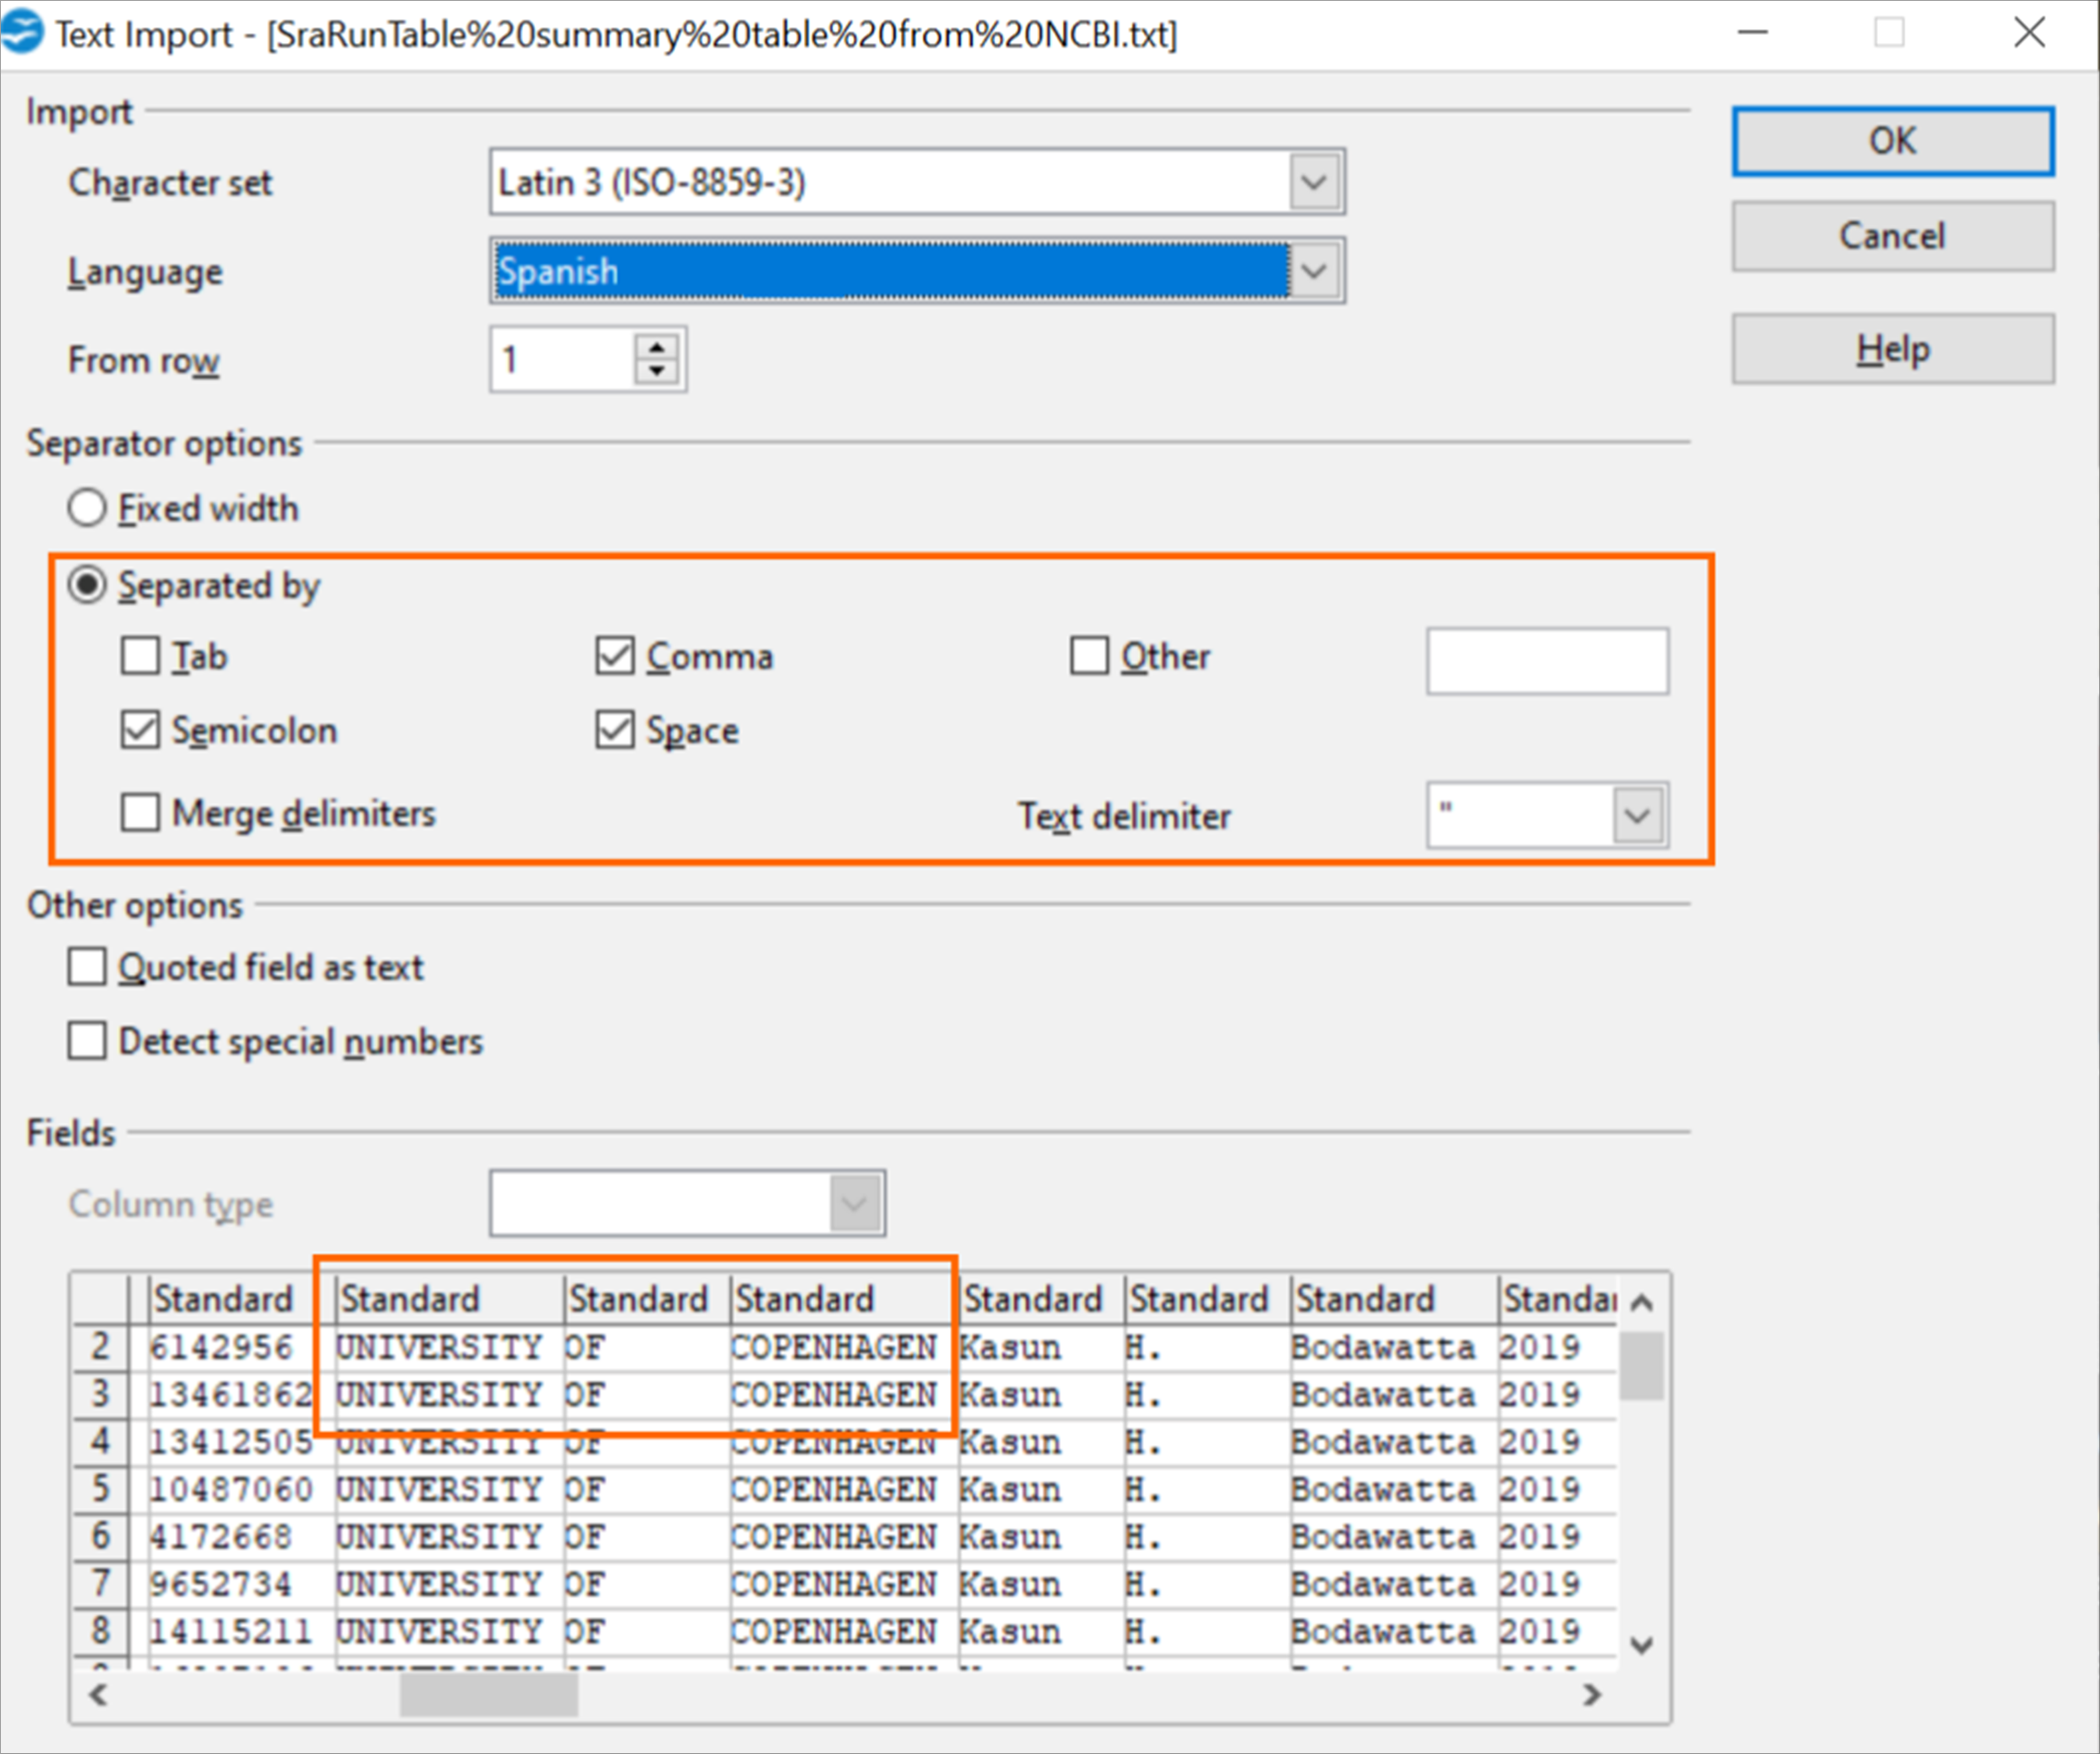 Text Import - [SraRunTable%20summary%20table%20from%20NCBI.txt]
Import
OK
Character set Latin 3 (ISO-8859-3)
Cancel
Language Spanish
From row 1
Help
Separator options
Fixed width
Separated by
Tab Comma Other
Semicolon Space
Merge delimiters Text delimiter "
Other options
Quoted field as text
Detect special numbers
Fields
Column type
Standard Standard Standard Standard Standard Standard Standard Standar
2 6142956 UNIVERSITY OF COPENHAGEN Kasun H. Bodawatta 2019
3 13461862 UNIVERSITY OF COPENHAGEN Kasun H. Bodawatta 2019
4 13412505 UNIVERSITY OF COPENHAGEN Kasun H. Bodawatta 2019
5 10487060 UNIVERSITY OF COPENHAGEN Kasun H. Bodawatta 2019
6 4172668 UNIVERSITY OF COPENHAGEN Kasun H. Bodawatta 2019
7 9652734 UNIVERSITY OF COPENHAGEN Kasun H. Bodawatta 2019
8 14115211 UNIVERSITY OF COPENHAGEN Kasun H. Bodawatta 2019